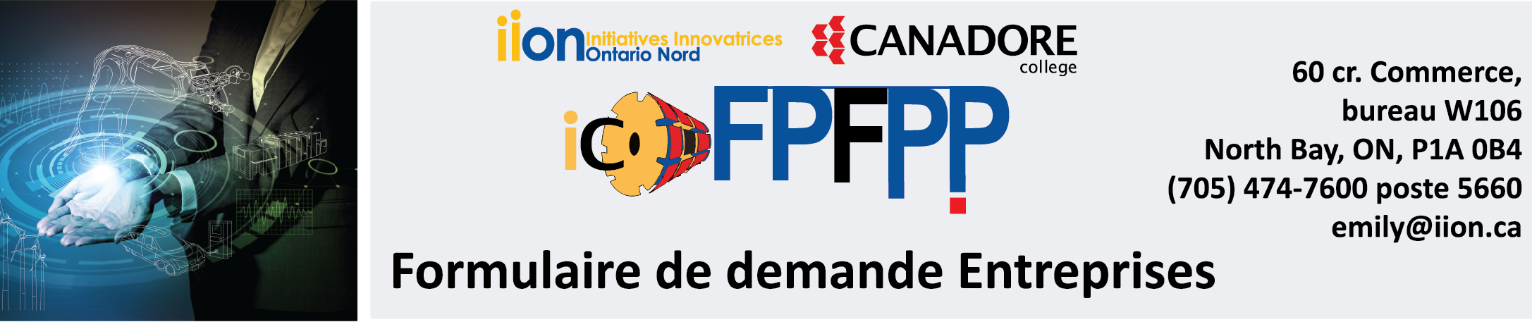 iion Initiatives Innovatrices
Ontario Nord
CANADORE
college
ico FPFPP
60 cr. Commerce,
bureau W106
North Bay, ON, P1A 0B4
(705) 474-7600 poste 5660
emily@iion.ca
Formulaire de demande Entreprises